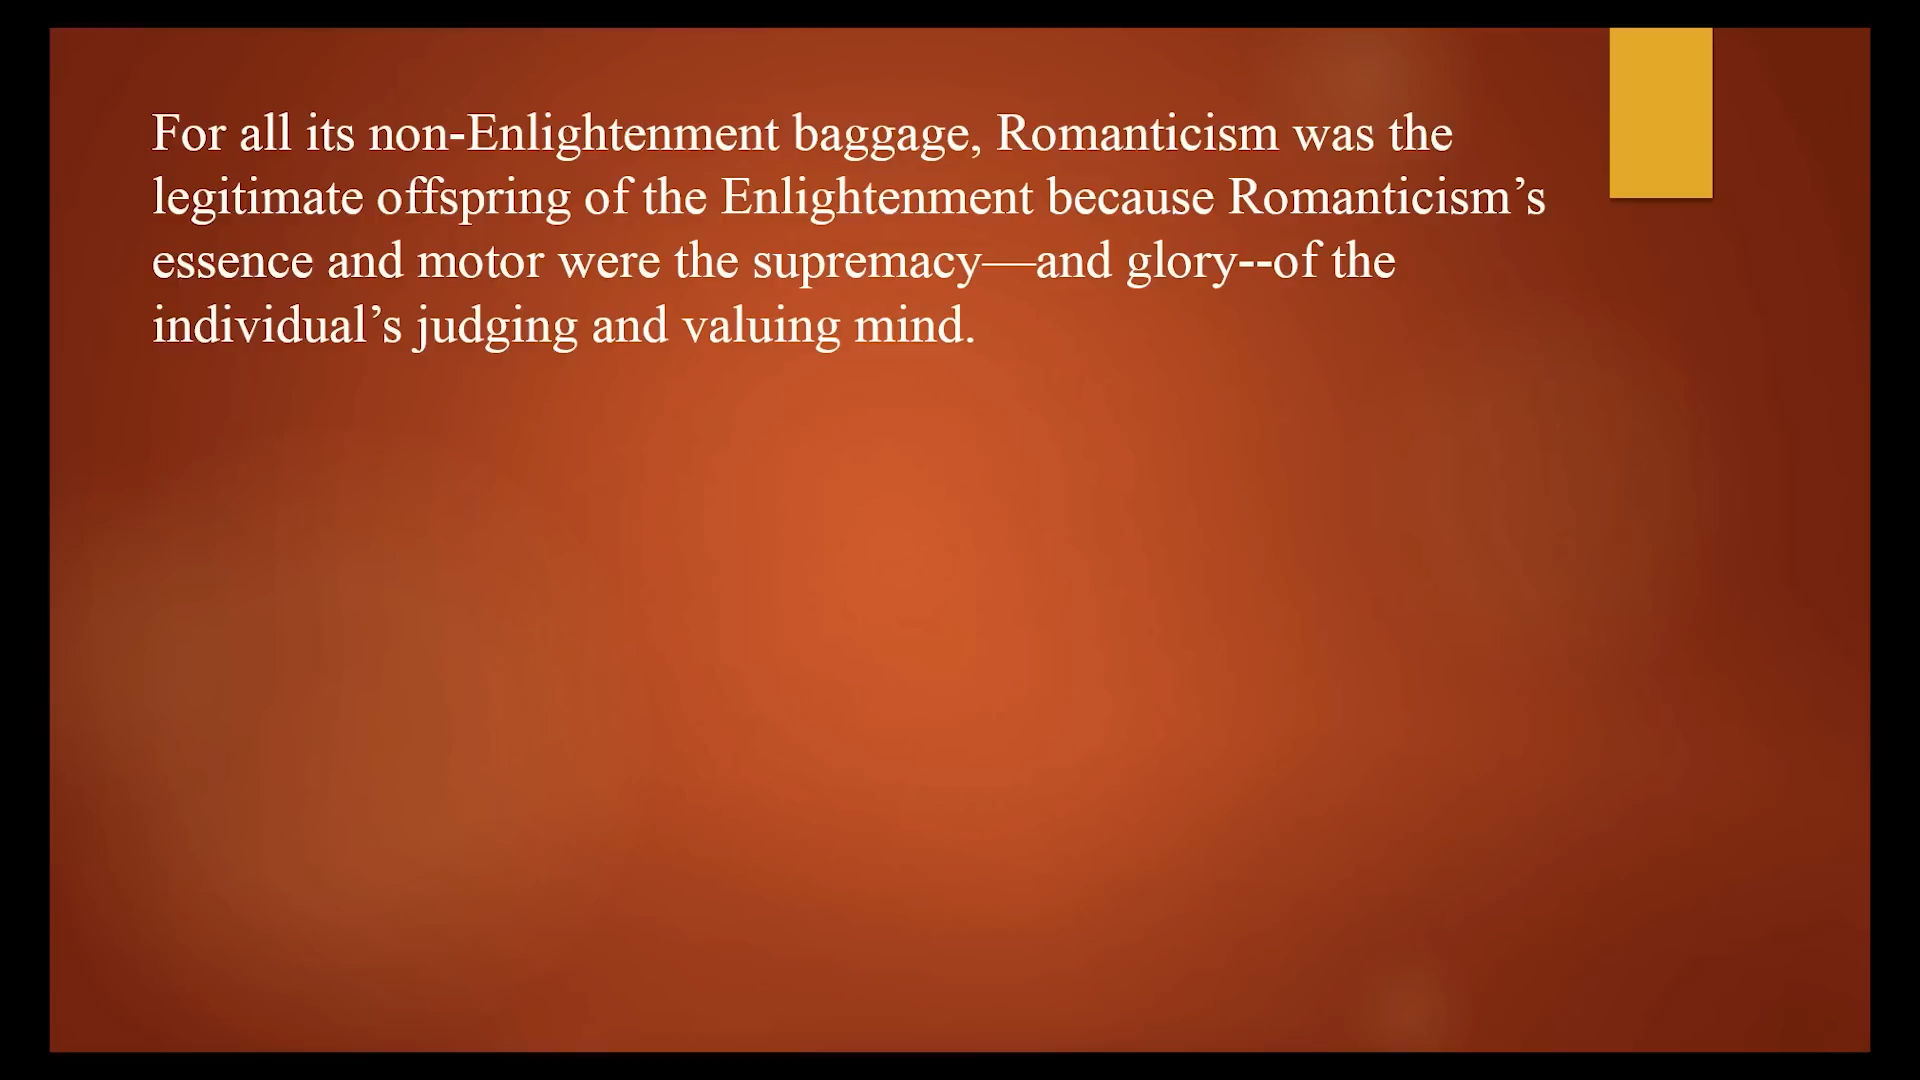 For all its non-Enlightenment baggage, Romanticism was the
legitimate offspring of the Enlightenment because Romanticism’s
essence and motor were the supremacy—and glory--of the
individual’s judging and valuing mind.